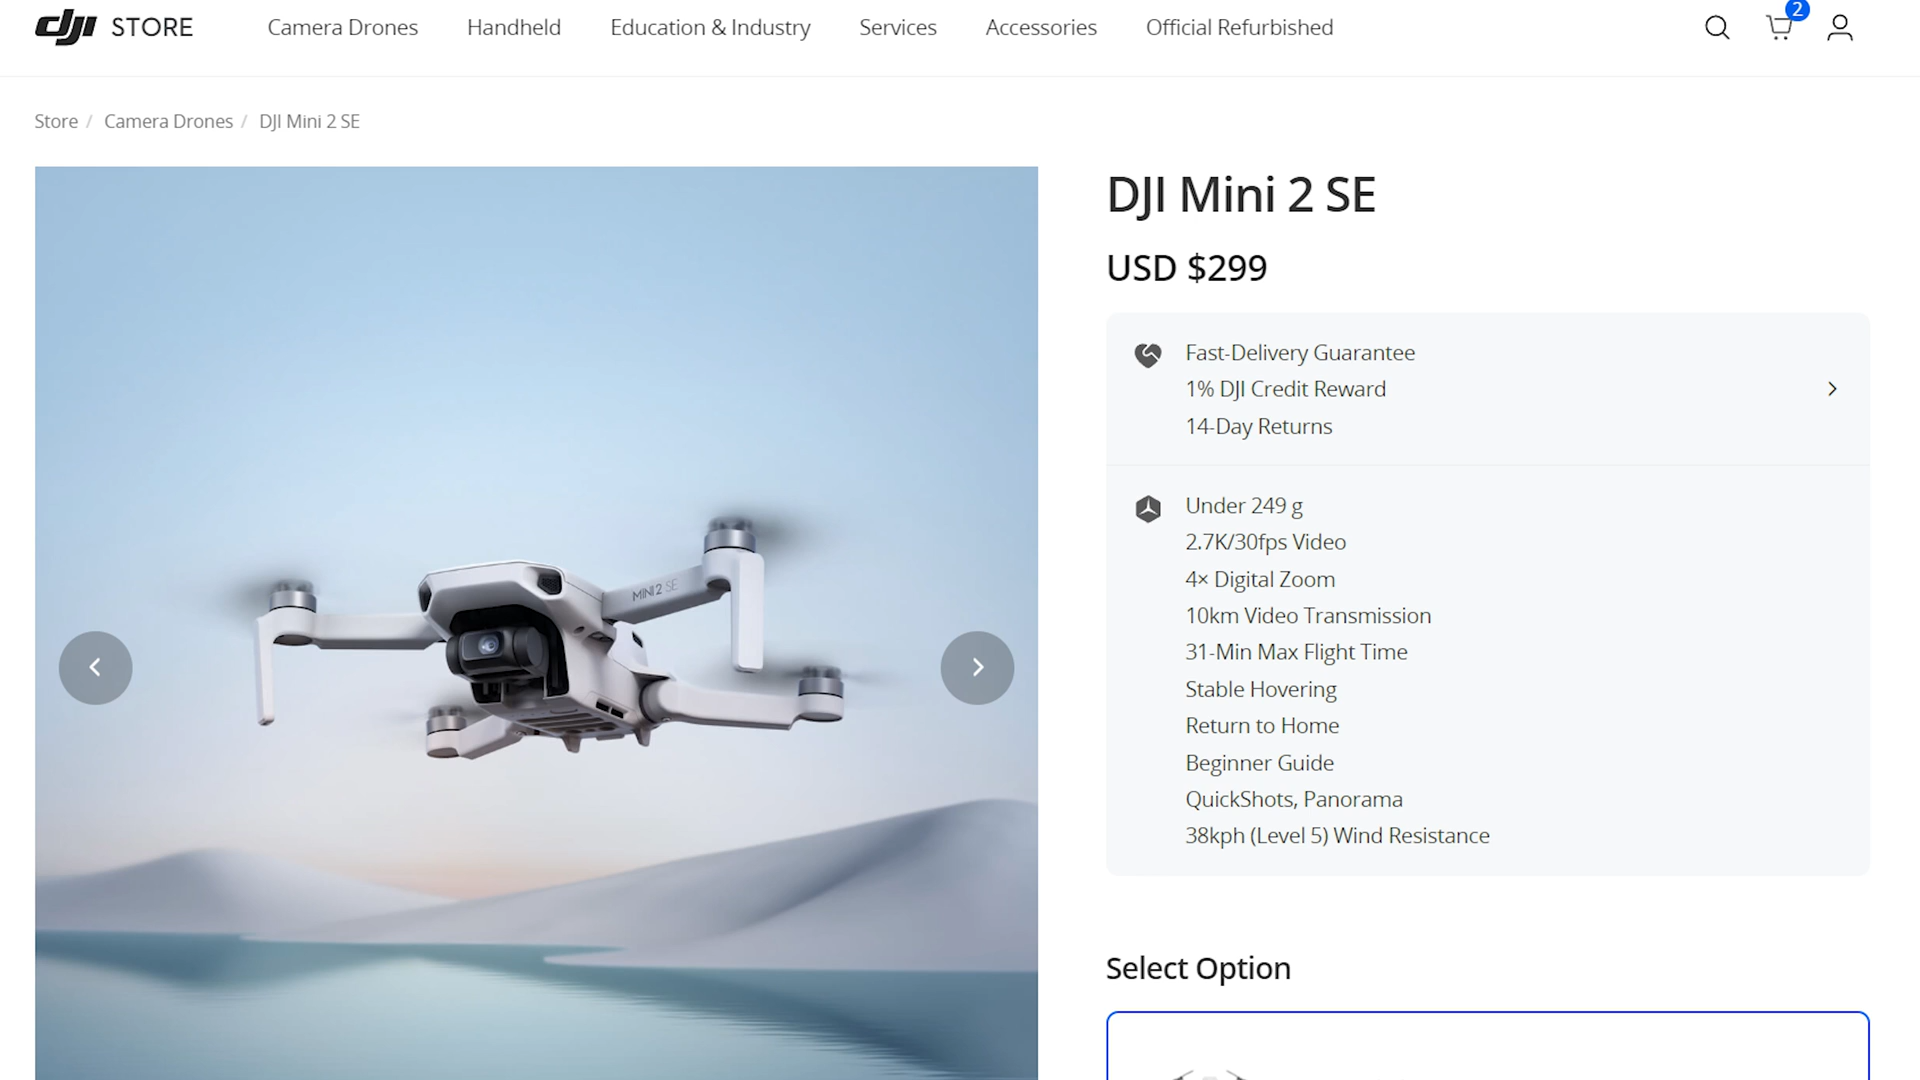 dji STORE
Camera Drones
Handheld
Education & Industry
Services
Accessories
Official Refurbished
2
Store / Camera Drones / DJI Mini 2 SE
MINI 2 SE
DJI Mini 2 SE
USD $299
Fast-Delivery Guarantee
1% DJI Credit Reward
14-Day Returns
Under 249 g
2.7K/30fps Video
4× Digital Zoom
10km Video Transmission
31-Min Max Flight Time
Stable Hovering
Return to Home
Beginner Guide
QuickShots, Panorama
38kph (Level 5) Wind Resistance
Select Option